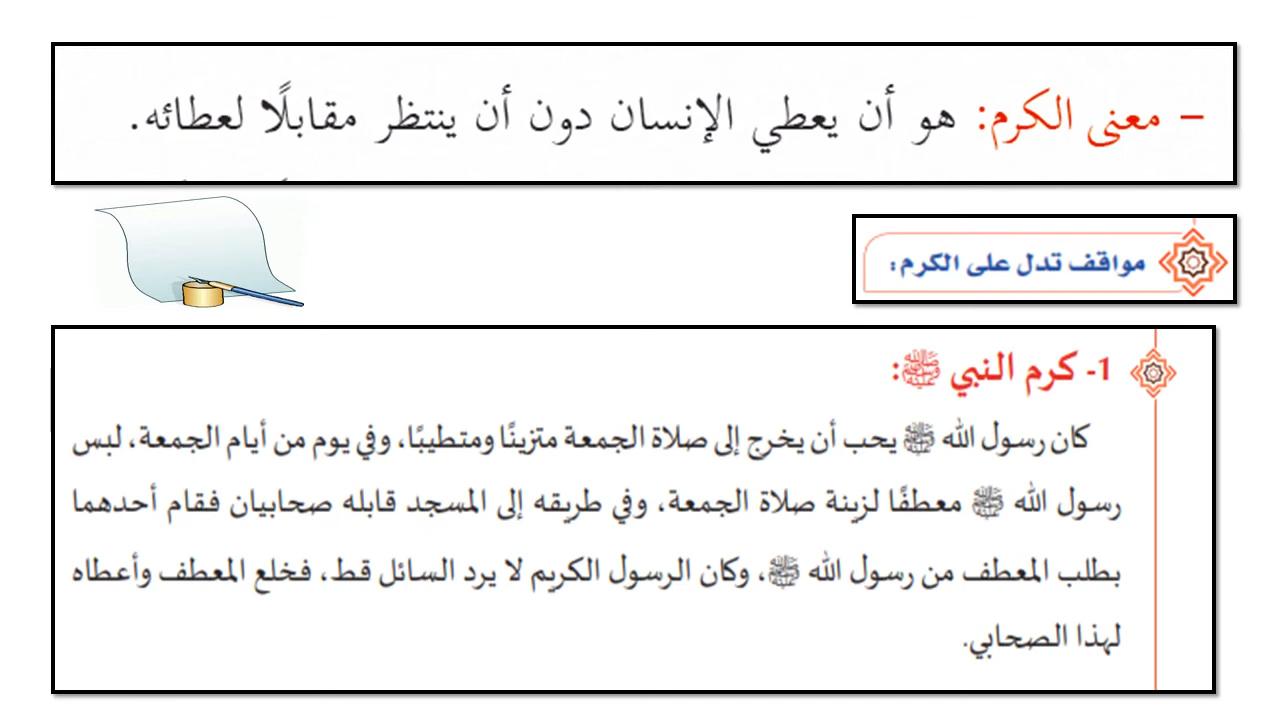 – معنى الكرم: هو أن يعطي الإنسان دون أن ينتظر مقابلًا لعطائه.
مواقف تدل على الكرم:
1- كرم النبي ﷺ:
كان رسول الله ﷺ يحب أن يخرج إلى صلاة الجمعة متزينًا ومتطيبًا، وفي يوم من أيام الجمعة، لبس
رسول الله ﷺ معطفًا لزينة صلاة الجمعة، وفي طريقه إلى المسجد قابله صحابيان فقام أحدهما
بطلب المعطف من رسول الله ﷺ، وكان الرسول الكريم لا يرد السائل قط، فخلع المعطف وأعطاه
لهذا الصحابي.